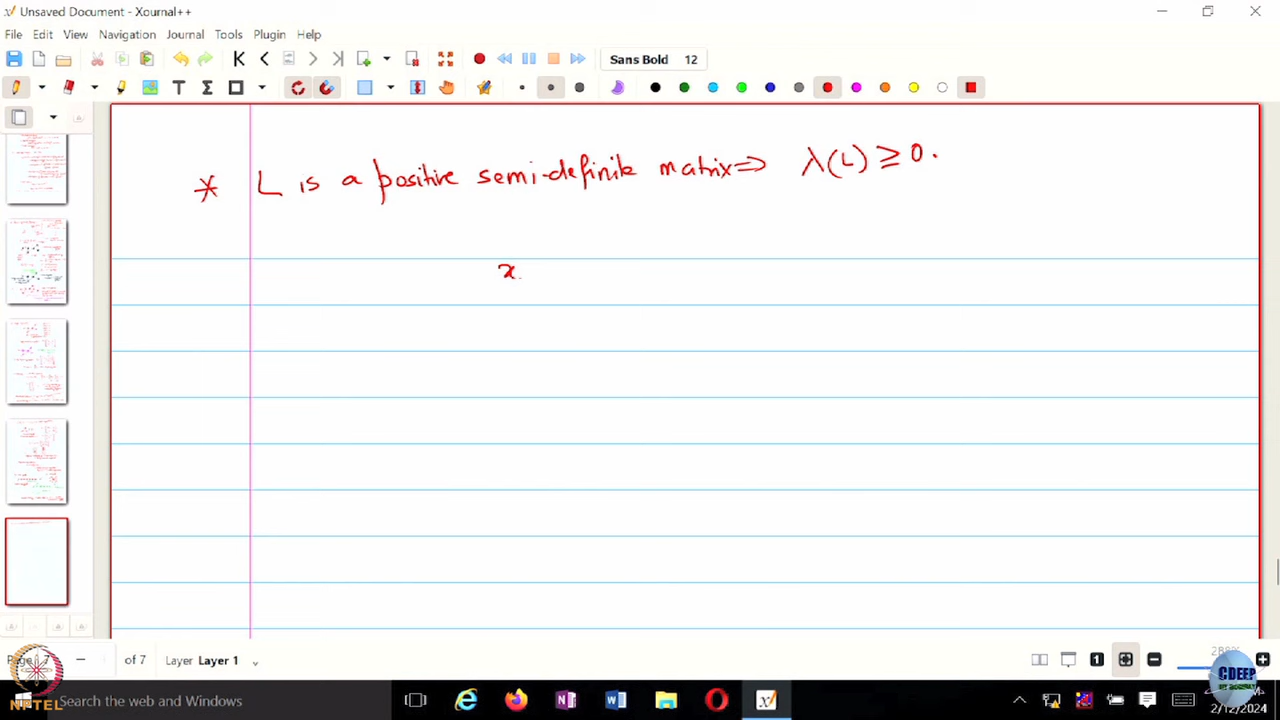 Unsaved Document - Xournal++
File Edit View Navigation Journal Tools Plugin Help
Sans Bold 12
* L is a positive semi-definite matrix ⇒ λ(L) ≥ 0.
x
of 7 Layer Layer 1
NPTEL
Search the web and Windows
CDEEP
2/12/2024